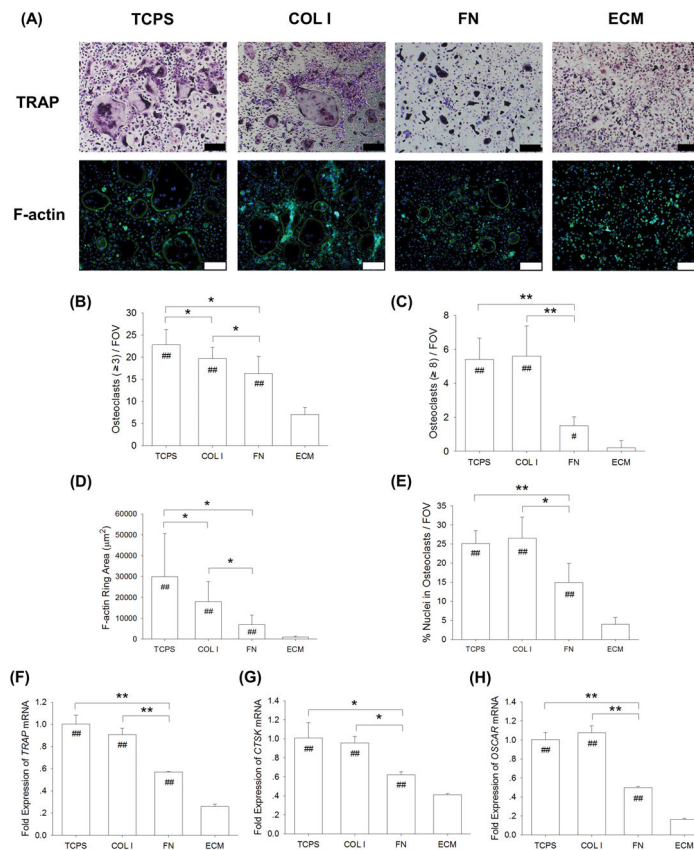 (A)
TCPS COL I FN ECM
TRAP
F-actin
(B)
Osteoclasts (≥3) / FOV
30
25
20
15
10
5
0
* * *
## ## ##
TCPS COL I FN ECM
(C)
Osteoclasts (≥ 8) / FOV
8
6
4
2
0
** **
## ## #
TCPS COL I FN ECM
(D)
F-actin Ring Area (μm²)
60000
50000
40000
30000
20000
10000
0
* * *
## ## ##
TCPS COL I FN ECM
(E)
% Nuclei in Osteoclasts / FOV
35
30
25
20
15
10
5
0
** *
## ## ##
TCPS COL I FN ECM
(F)
Fold Expression of TRAP mRNA
1.4
1.2
1.0
.8
.6
.4
.2
0.0
** **
## ## ##
TCPS COL I FN ECM
(G)
Fold Expression of CTSK mRNA
1.4
1.2
1.0
.8
.6
.4
.2
0.0
* *
## ## ##
TCPS COL I FN ECM
(H)
Fold Expression of OSCAR mRNA
1.4
1.2
1.0
.8
.6
.4
.2
0.0
** **
## ## ##
TCPS COL I FN ECM